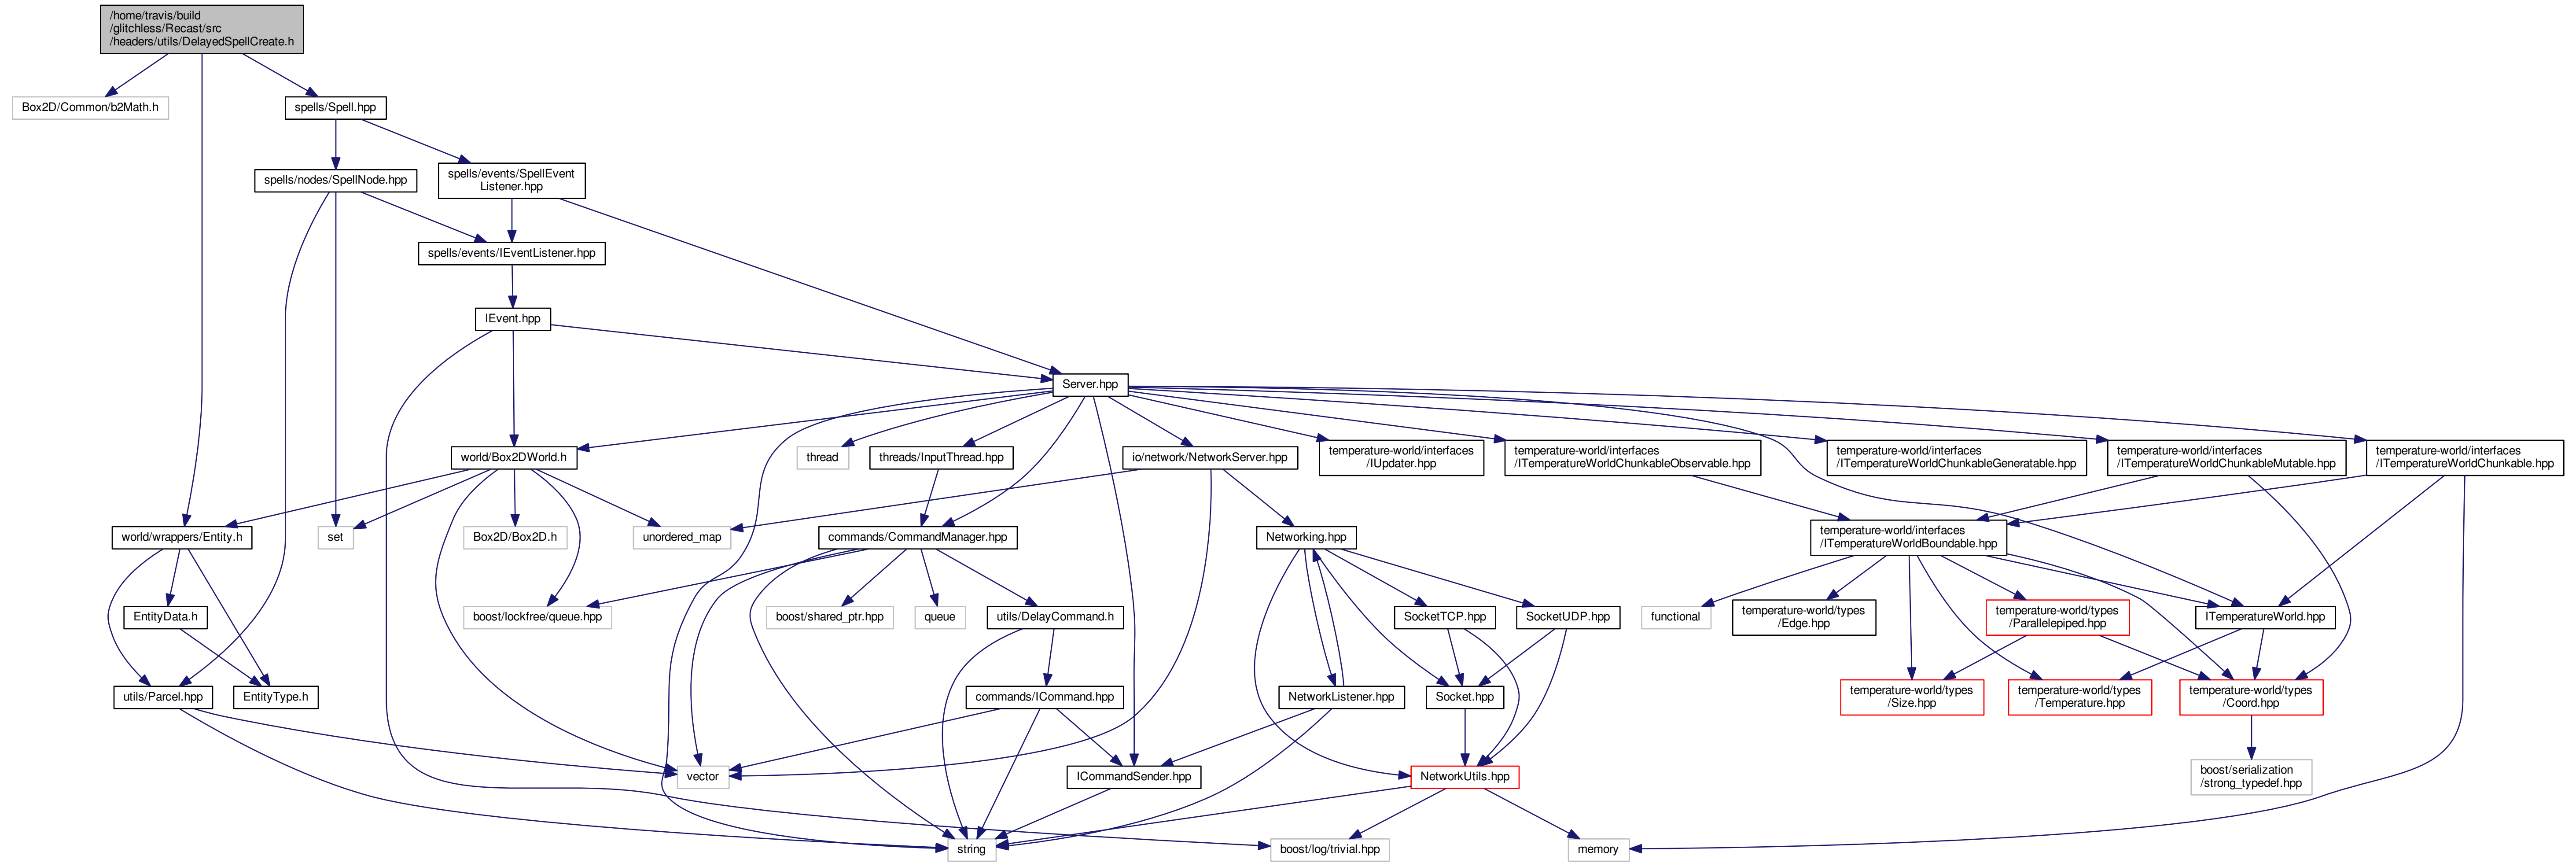 /home/travis/build
/glitchless/Recast/src
/headers/utils/DelayedSpellCreate.h
Box2D/Common/b2Math.h
spells/Spell.hpp
spells/nodes/SpellNode.hpp
spells/events/SpellEvent
Listener.hpp
spells/events/IEventListener.hpp
IEvent.hpp
Server.hpp
world/Box2DWorld.h
thread
threads/InputThread.hpp
io/network/NetworkServer.hpp
temperature-world/interfaces
/IUpdater.hpp
temperature-world/interfaces
/ITemperatureWorldChunkableObservable.hpp
temperature-world/interfaces
/ITemperatureWorldChunkableGeneratable.hpp
temperature-world/interfaces
/ITemperatureWorldChunkableMutable.hpp
temperature-world/interfaces
/ITemperatureWorldChunkable.hpp
world/wrappers/Entity.h
set
Box2D/Box2D.h
unordered_map
commands/CommandManager.hpp
Networking.hpp
temperature-world/interfaces
/ITemperatureWorldBoundable.hpp
EntityData.h
boost/lockfree/queue.hpp
boost/shared_ptr.hpp
queue
utils/DelayCommand.h
SocketTCP.hpp
SocketUDP.hpp
functional
temperature-world/types
/Edge.hpp
temperature-world/types
/Parallelepiped.hpp
ITemperatureWorld.hpp
utils/Parcel.hpp
EntityType.h
commands/ICommand.hpp
NetworkListener.hpp
Socket.hpp
temperature-world/types
/Size.hpp
temperature-world/types
/Temperature.hpp
temperature-world/types
/Coord.hpp
vector
ICommandSender.hpp
NetworkUtils.hpp
boost/serialization
/strong_typedef.hpp
string
boost/log/trivial.hpp
memory